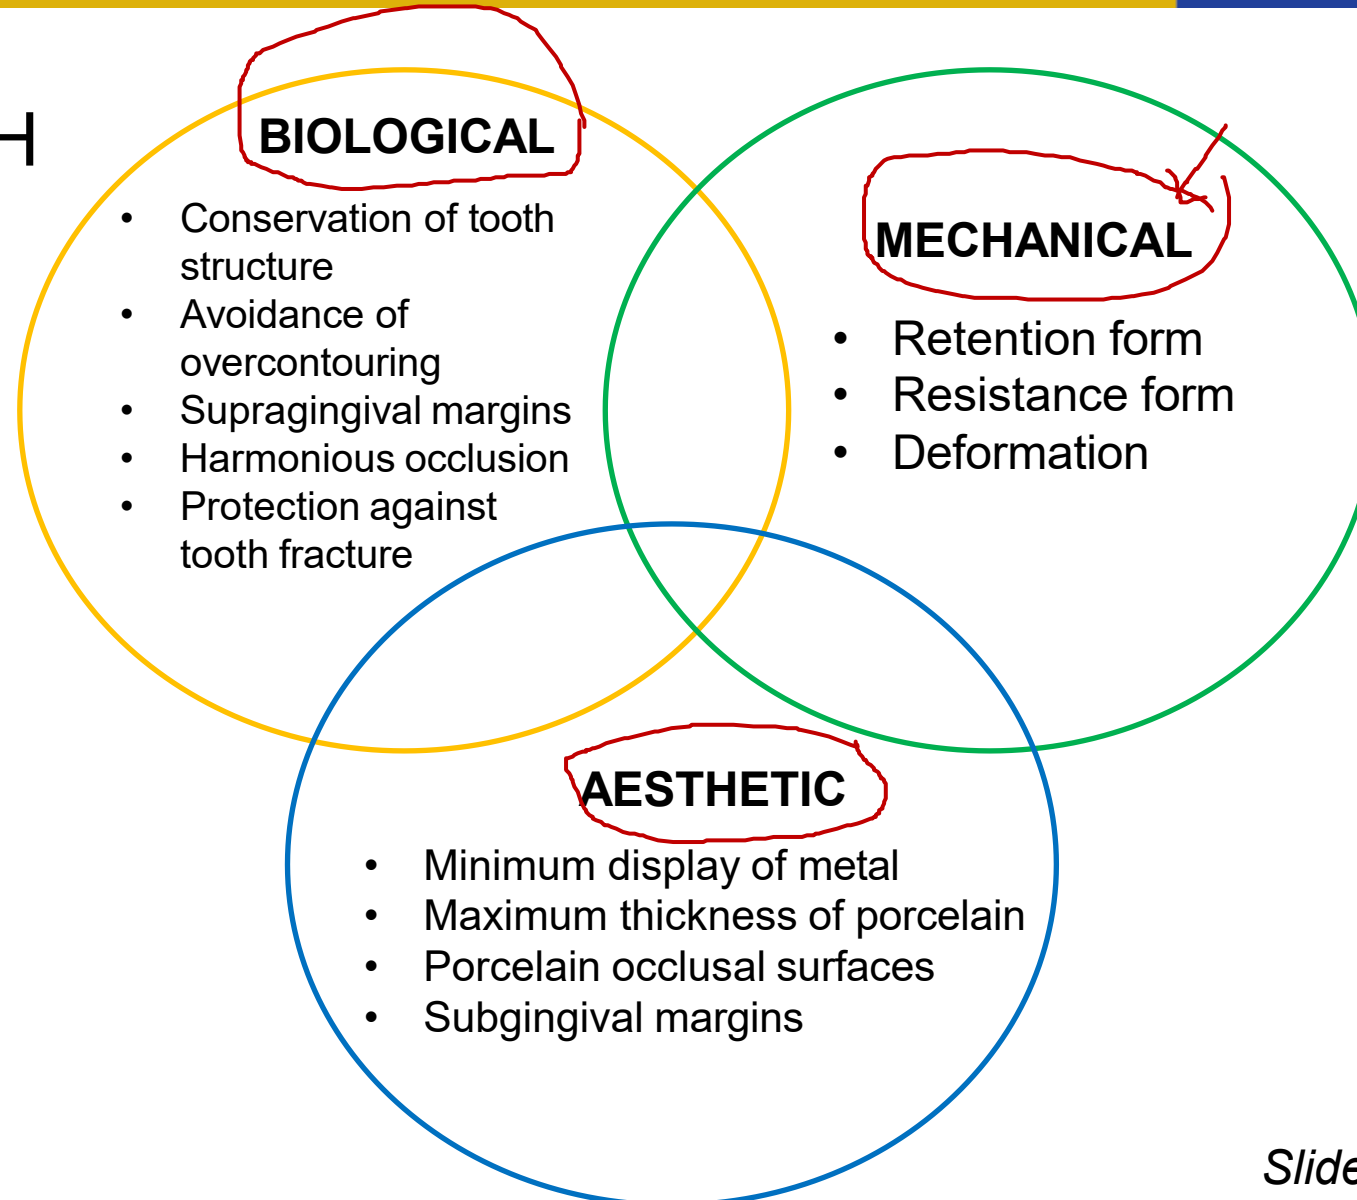 BIOLOGICAL
• Conservation of tooth
structure
• Avoidance of
overcontouring
• Supragingival margins
• Harmonious occlusion
• Protection against
tooth fracture
MECHANICAL
• Retention form
• Resistance form
• Deformation
AESTHETIC
• Minimum display of metal
• Maximum thickness of porcelain
• Porcelain occlusal surfaces
• Subgingival margins
Slide